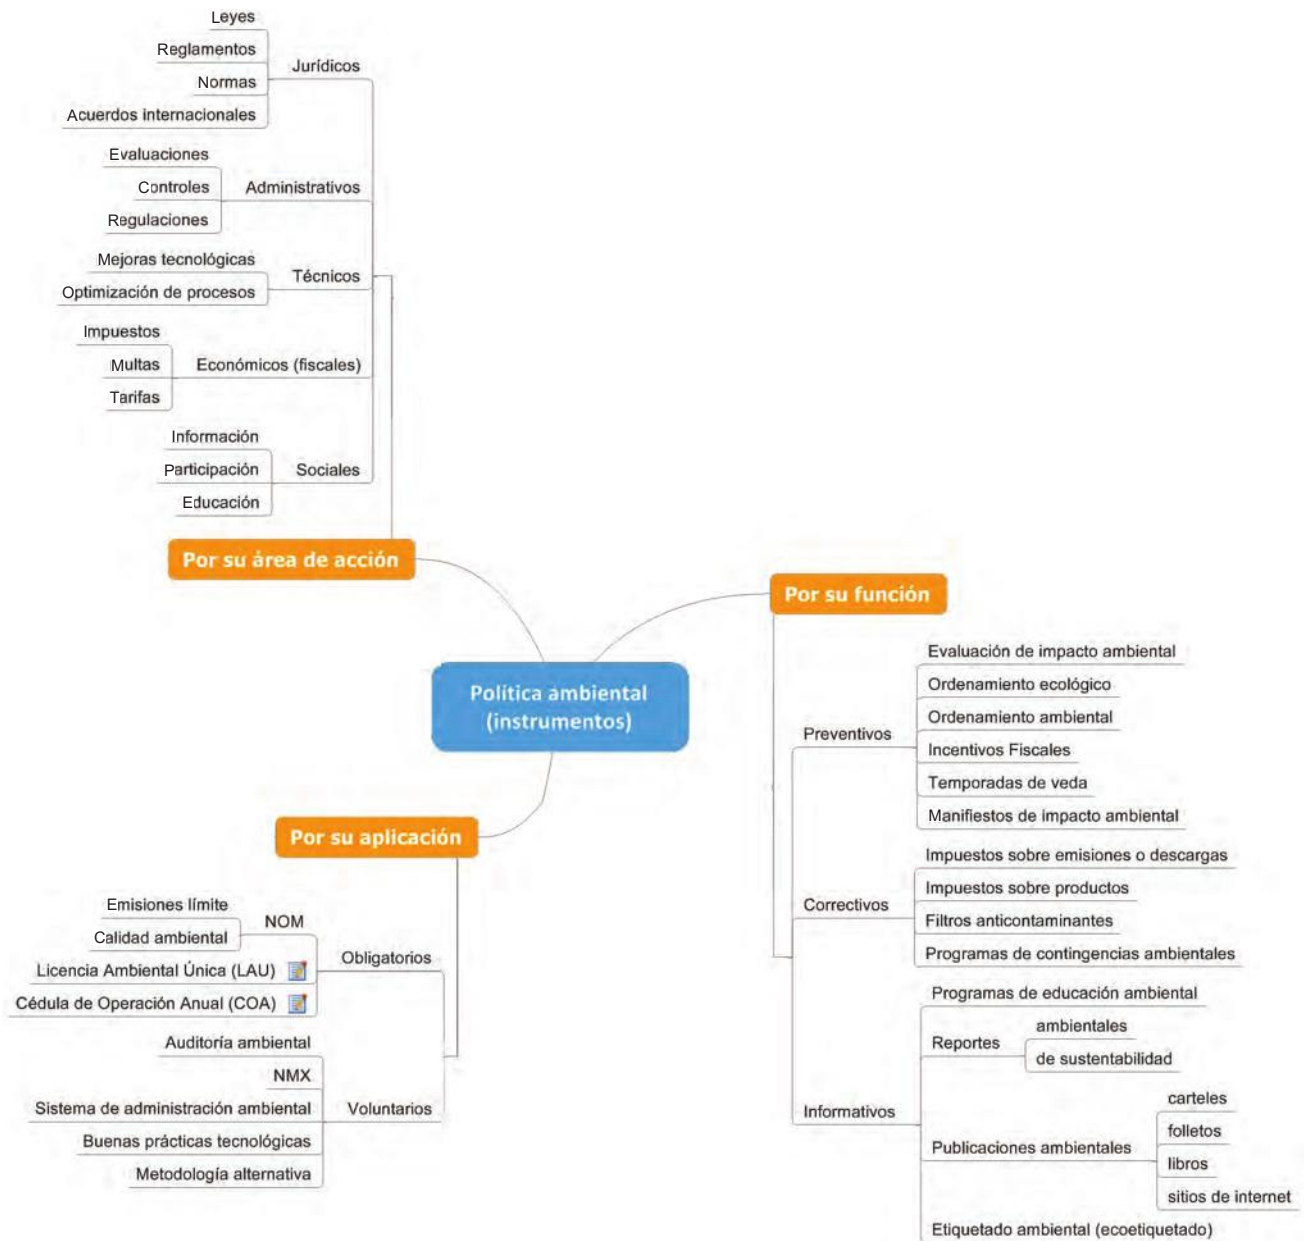 Leyes
Reglamentos
Normas
Acuerdos internacionales
Jurídicos
Evaluaciones
Controles
Regulaciones
Administrativos
Mejoras tecnológicas
Optimización de procesos
Técnicos
Impuestos
Multas
Tarifas
Económicos (fiscales)
Información
Participación
Educación
Sociales
Por su área de acción
Política ambiental
(instrumentos)
Por su función
Preventivos
Evaluación de impacto ambiental
Ordenamiento ecológico
Ordenamiento ambiental
Incentivos Fiscales
Temporadas de veda
Manifiestos de impacto ambiental
Correctivos
Impuestos sobre emisiones o descargas
Impuestos sobre productos
Filtros anticontaminantes
Programas de contingencias ambientales
Informativos
Programas de educación ambiental
Reportes
ambientales
de sustentabilidad
Publicaciones ambientales
carteles
folletos
libros
sitios de internet
Etiquetado ambiental (ecoetiquetado)
Por su aplicación
Emisiones límite
Calidad ambiental
NOM
Licencia Ambiental Única (LAU)
Cédula de Operación Anual (COA)
Obligatorios
Auditoría ambiental
NMX
Sistema de administración ambiental
Buenas prácticas tecnológicas
Metodología alternativa
Voluntarios